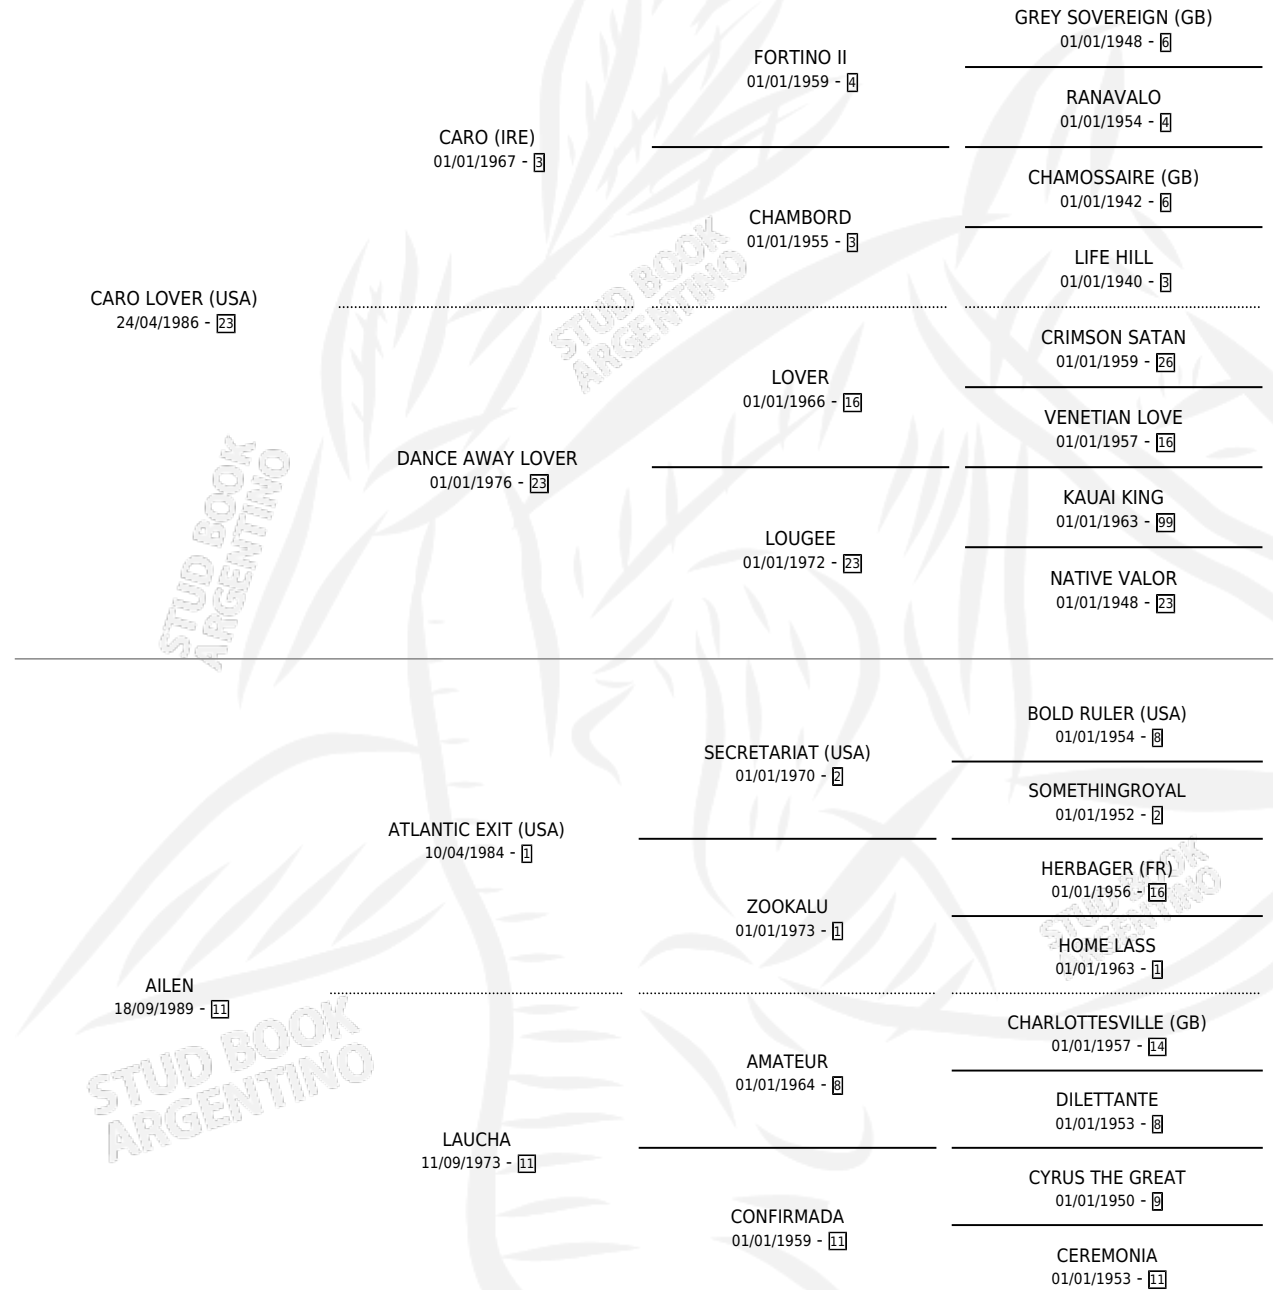 GREY SOVEREIGN (GB)
01/01/1948 - 6
FORTINO II
01/01/1959 - 4
RANAVALO
01/01/1954 - 4
CARO (IRE)
01/01/1967 - 3
CHAMOSSAIRE (GB)
01/01/1942 - 6
CHAMBORD
01/01/1955 - 3
LIFE HILL
01/01/1940 - 3
CARO LOVER (USA)
24/04/1986 - 23
CRIMSON SATAN
01/01/1959 - 26
LOVER
01/01/1966 - 16
VENETIAN LOVE
01/01/1957 - 16
DANCE AWAY LOVER
01/01/1976 - 23
KAUAI KING
01/01/1963 - 99
LOUGEE
01/01/1972 - 23
NATIVE VALOR
01/01/1948 - 23
STUD BOOK
ARGENTINO
STUD BOOK
ARGENTINO
BOLD RULER (USA)
01/01/1954 - 8
SECRETARIAT (USA)
01/01/1970 - 2
SOMETHINGROYAL
01/01/1952 - 2
ATLANTIC EXIT (USA)
10/04/1984 - 1
HERBAGER (FR)
01/01/1956 - 16
ZOOKALU
01/01/1973 - 1
HOME LASS
01/01/1963 - 1
STUD BOOK
ARGENTINO
AILEN
18/09/1989 - 11
CHARLOTTESVILLE (GB)
01/01/1957 - 14
AMATEUR
01/01/1964 - 8
DILETTANTE
01/01/1953 - 8
LAUCHA
11/09/1973 - 11
CYRUS THE GREAT
01/01/1950 - 9
CONFIRMADA
01/01/1959 - 11
CEREMONIA
01/01/1953 - 11
STUD BOOK
ARGENTINO